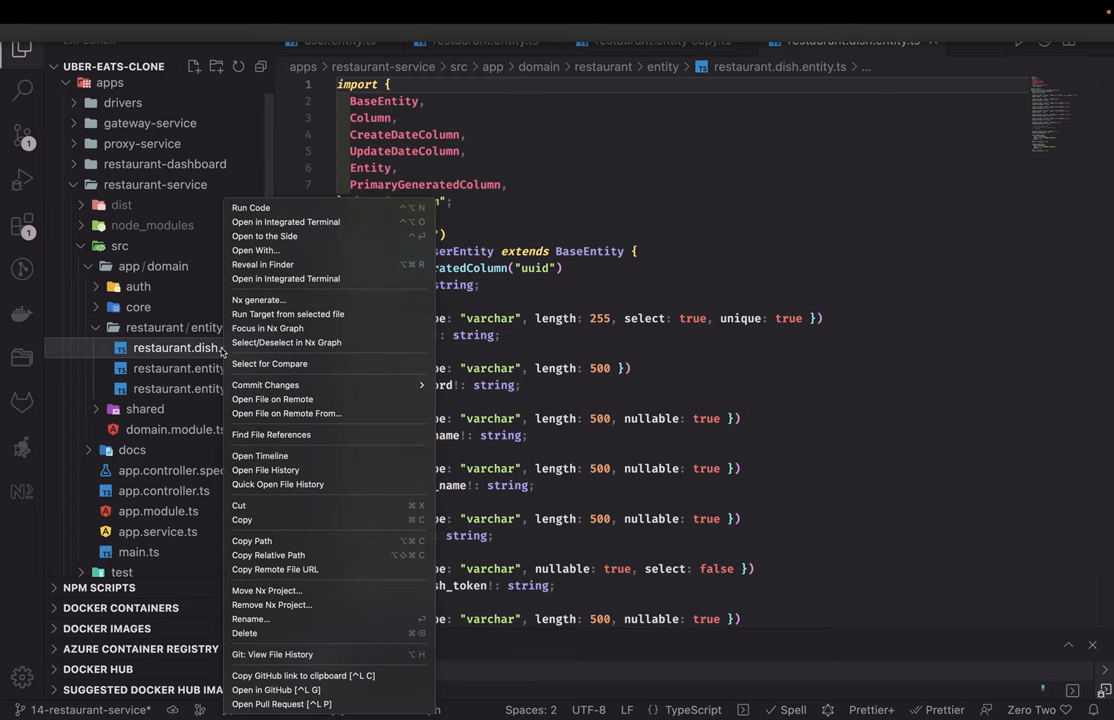 EXPLORER
user.entity.ts
restaurant.entity.ts
restaurant.entity copy.ts
restaurant.dish.entity.ts
UBER-EATS-CLONE
apps
drivers
gateway-service
proxy-service
restaurant-dashboard
restaurant-service
dist
node_modules
src
app/domain
auth
core
restaurant/entity
restaurant.dish.
restaurant.entity
restaurant.entity
shared
domain.module.ts
docs
app.controller.spec
app.controller.ts
app.module.ts
app.service.ts
main.ts
test
NPM SCRIPTS
DOCKER CONTAINERS
DOCKER IMAGES
AZURE CONTAINER REGISTRY
DOCKER HUB
SUGGESTED DOCKER HUB IMA
Run Code ⌃⌥ N
Open in Integrated Terminal ⌃⌥ O
Open to the Side ⌃↩
Open With...
Reveal in Finder ⌥⌘ R
Open in Integrated Terminal
Nx generate...
Run Target from selected file
Focus in Nx Graph
Select/Deselect in Nx Graph
Select for Compare
Commit Changes
Open File on Remote
Open File on Remote From...
Find File References
Open Timeline
Open File History
Quick Open File History
Cut ⌘ X
Copy ⌘ C
Copy Path ⌥⌘ C
Copy Relative Path ⌥⇧⌘ C
Copy Remote File URL
Move Nx Project...
Remove Nx Project...
Rename... ↩
Delete ⌘⌫
Git: View File History ⌥ H
Copy GitHub link to clipboard [^L C]
Open in GitHub [^L G]
Open Pull Request [^L P]
apps > restaurant-service > src > app > domain > restaurant > entity > restaurant.dish.entity.ts > ...
1 import {
2 BaseEntity,
3 Column,
4 CreateDateColumn,
5 UpdateDateColumn,
6 Entity,
7 PrimaryGeneratedColumn,
";
")
serEntity extends BaseEntity {
ratedColumn("uuid")
string;
pe: "varchar", length: 255, select: true, unique: true })
!: string;
pe: "varchar", length: 500 })
ord!: string;
pe: "varchar", length: 500, nullable: true })
name!: string;
pe: "varchar", length: 500, nullable: true })
_name!: string;
pe: "varchar", length: 500, nullable: true })
: string;
pe: "varchar", nullable: true, select: false })
sh_token!: string;
pe: "varchar", length: 500, nullable: true })
14-restaurant-service*
Spaces: 2
UTF-8
LF
{} TypeScript
Spell
Prettier+
Prettier
Zero Two
1
1